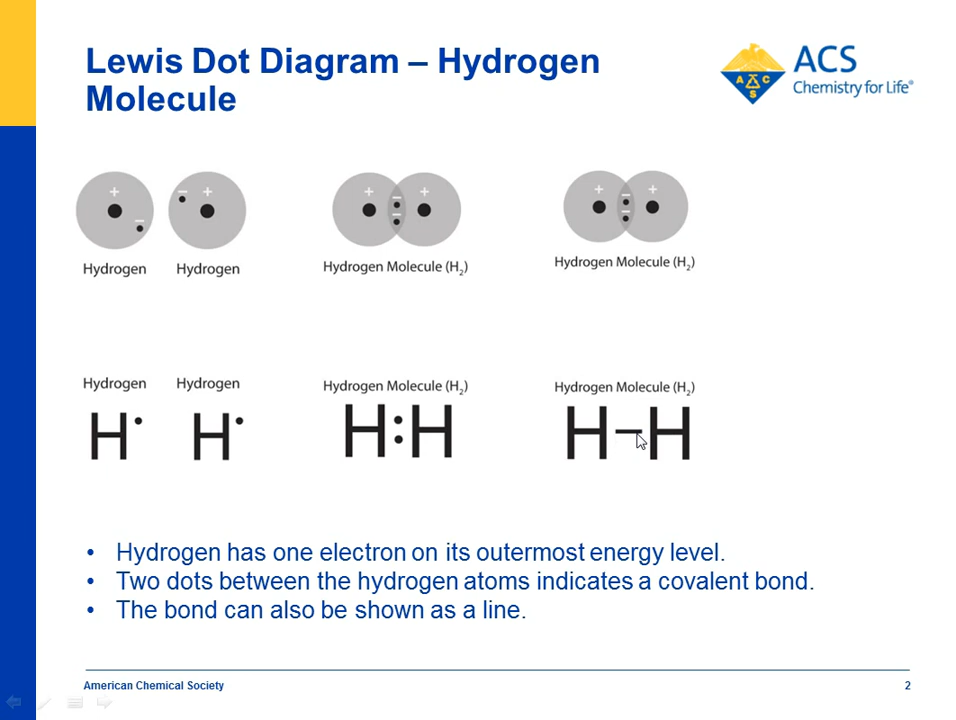 Lewis Dot Diagram – Hydrogen
Molecule
ACS
Chemistry for Life®
A C S
+ − − +
+ − − +
+ − − +
Hydrogen Hydrogen Hydrogen Molecule (H₂) Hydrogen Molecule (H₂)
Hydrogen Hydrogen Hydrogen Molecule (H₂) Hydrogen Molecule (H₂)
H· H· H:H H–H
• Hydrogen has one electron on its outermost energy level.
• Two dots between the hydrogen atoms indicates a covalent bond.
• The bond can also be shown as a line.
American Chemical Society 2